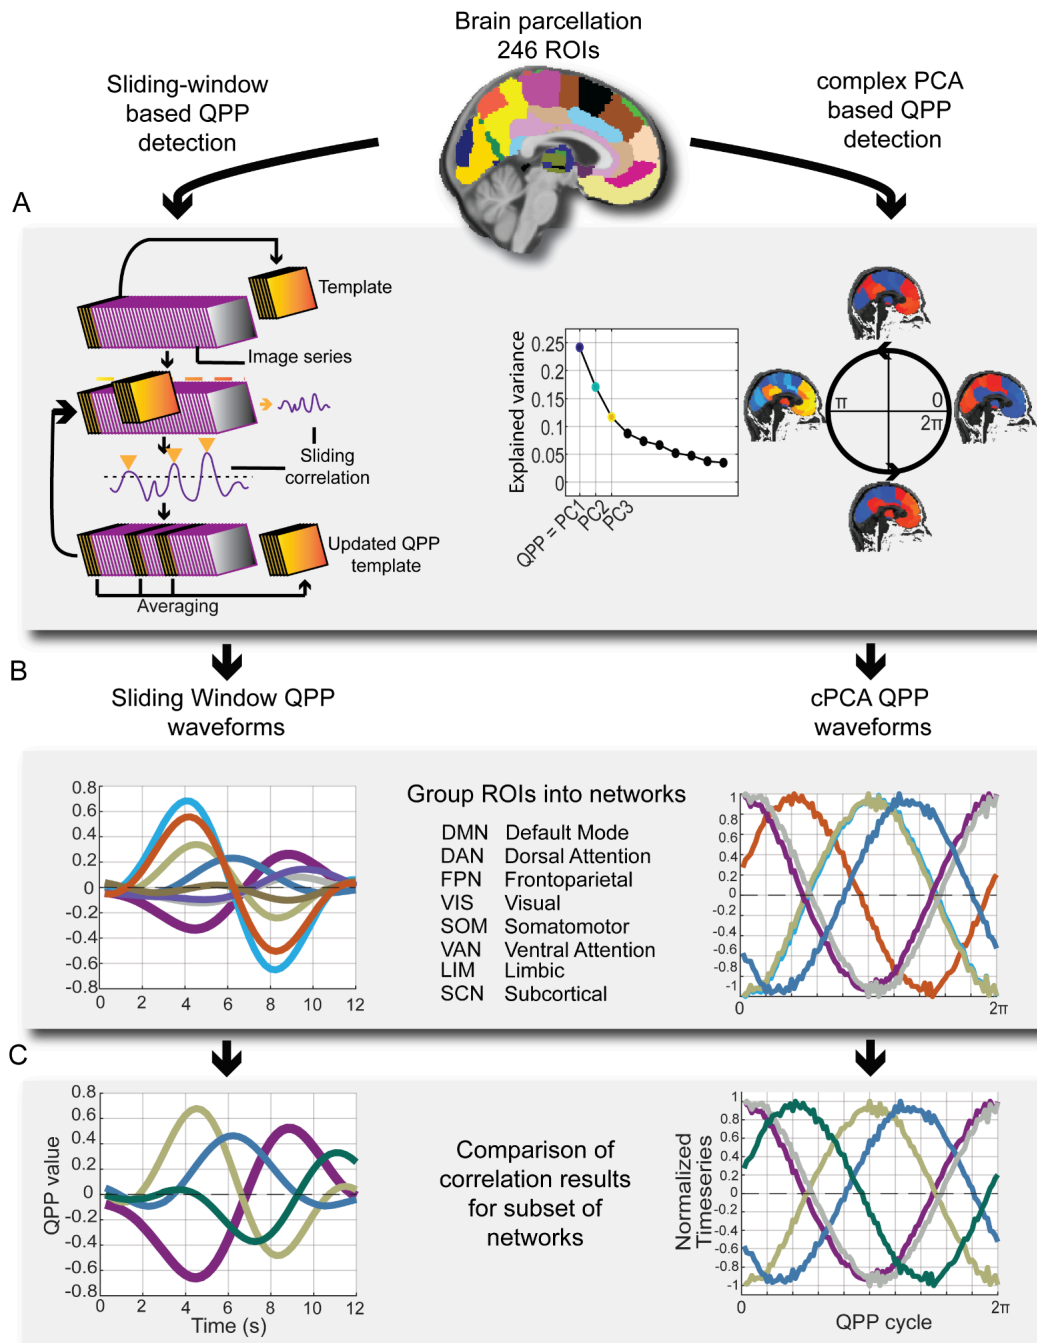 Brain parcellation
246 ROIs
Sliding-window
based QPP
detection
complex PCA
based QPP
detection
A
Template
Image series
Sliding
correlation
Updated QPP
template
Averaging
Explained variance
0.25
0.2
0.15
0.1
0.05
0
QPP = PC1
PC2
PC3
π
0
2π
B
Sliding Window QPP
waveforms
cPCA QPP
waveforms
0.8
0.6
0.4
0.2
0
-0.2
-0.4
-0.6
-0.8
0 2 4 6 8 10 12
Group ROIs into networks
DMN Default Mode
DAN Dorsal Attention
FPN Frontoparietal
VIS Visual
SOM Somatomotor
VAN Ventral Attention
LIM Limbic
SCN Subcortical
1
0.8
0.6
0.4
0.2
0
-0.2
-0.4
-0.6
-0.8
-1
0 2π
C
QPP value
0.8
0.6
0.4
0.2
0
-0.2
-0.4
-0.6
-0.8
0 2 4 6 8 10 12
Time (s)
Comparison of
correlation results
for subset of
networks
Normalized
Timeseries
1
0.8
0.6
0.4
0.2
0
-0.2
-0.4
-0.6
-0.8
-1
0 2π
QPP cycle